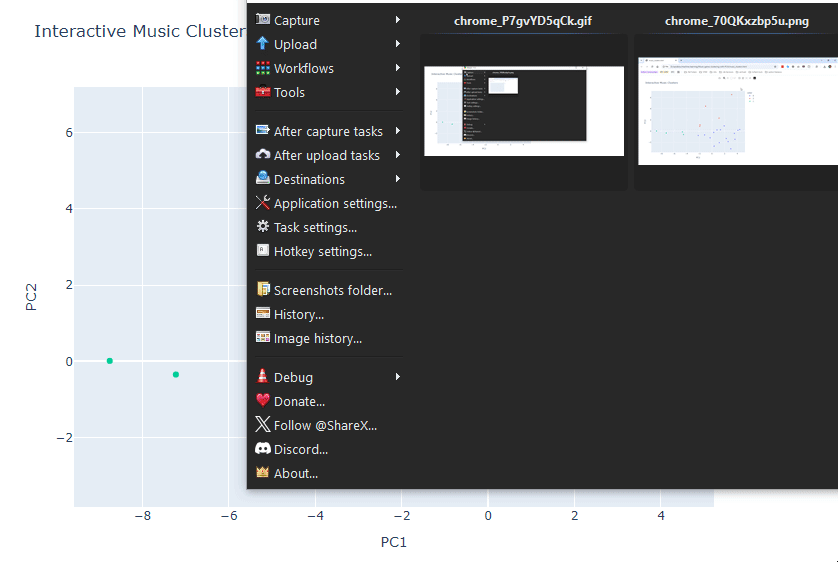 Interactive Music Cluster
PC2
6
4
2
0
−2
−8
−6
−4
−2
0
2
4
PC1
Capture
Upload
Workflows
Tools
After capture tasks
After upload tasks
Destinations
Application settings...
Task settings...
Hotkey settings...
Screenshots folder...
History...
Image history...
Debug
Donate...
Follow @ShareX...
Discord...
About...
chrome_P7gvYD5qCk.gif
chrome_70QKxzbp5u.png